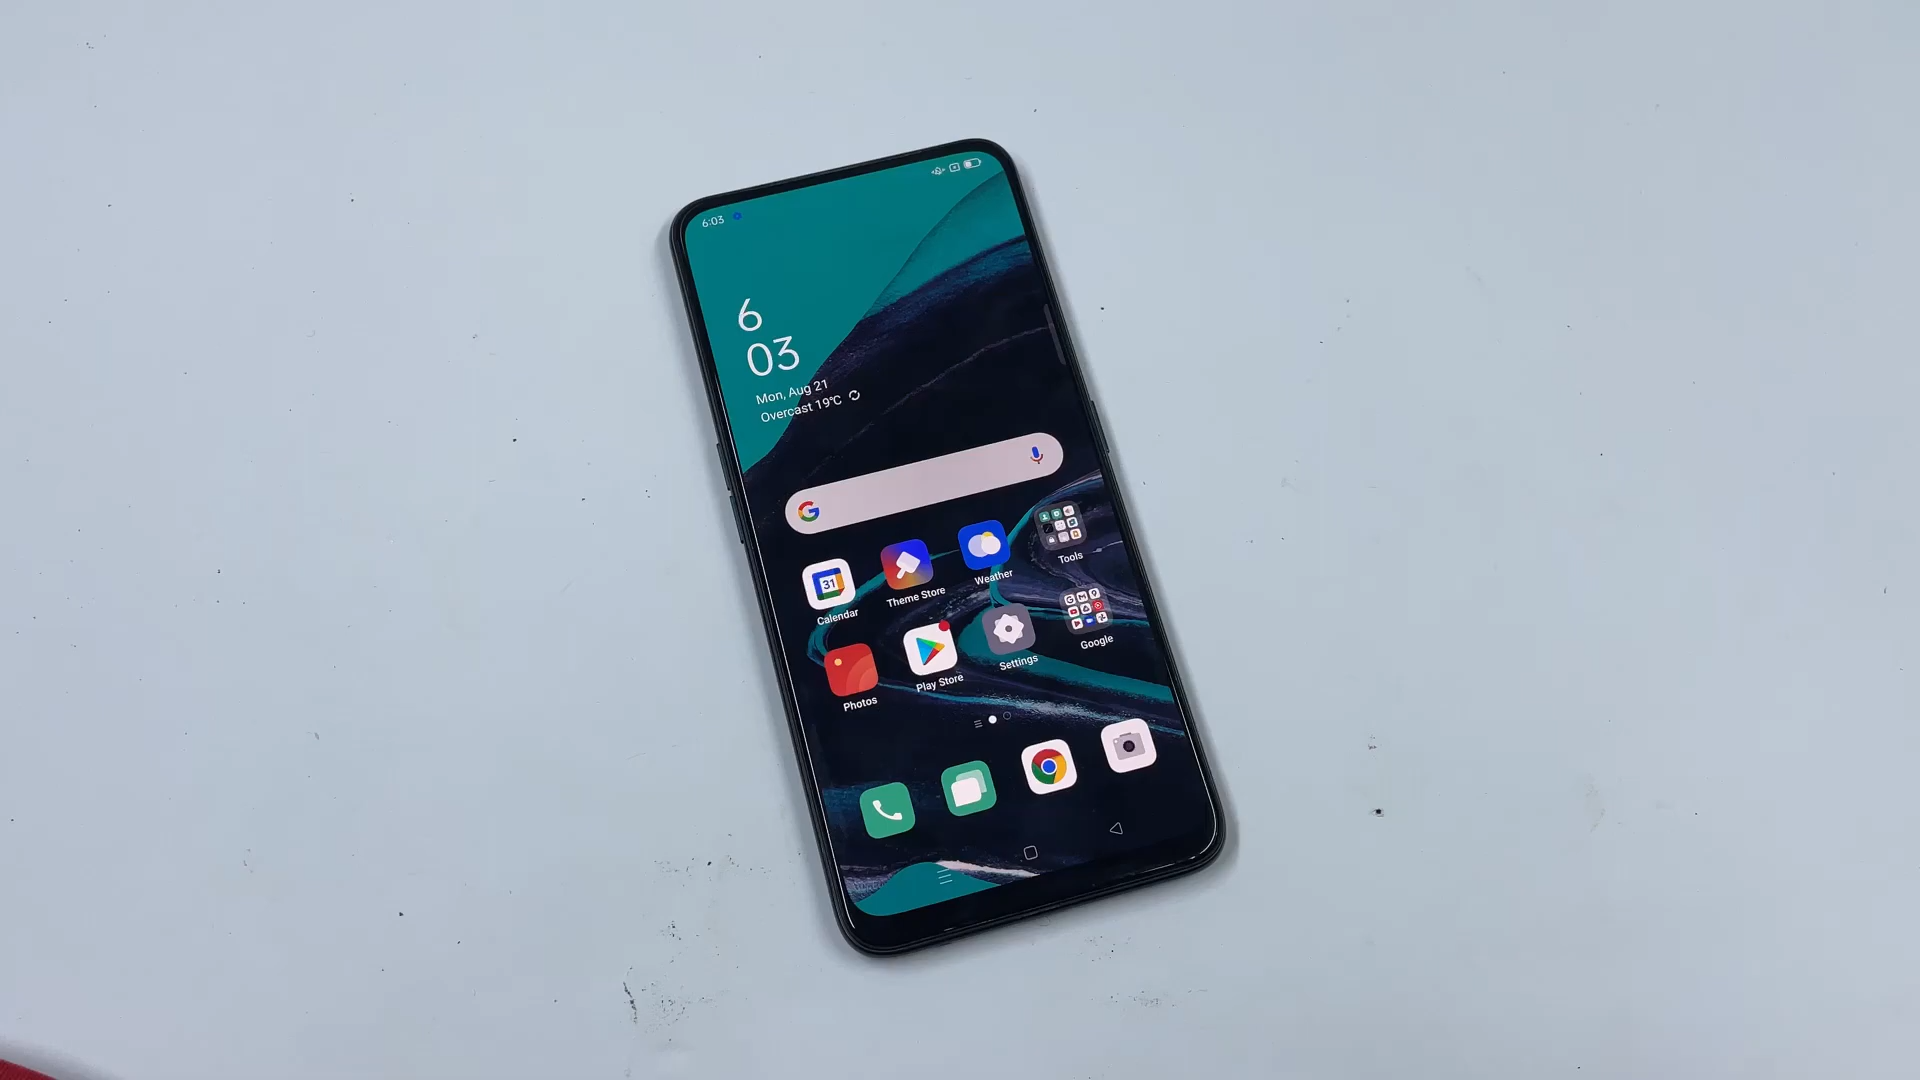 6:03
6
03
Mon, Aug 21
Overcast 19°C
G
31
Calendar
Theme Store
Weather
Tools
Photos
Play Store
Settings
Google